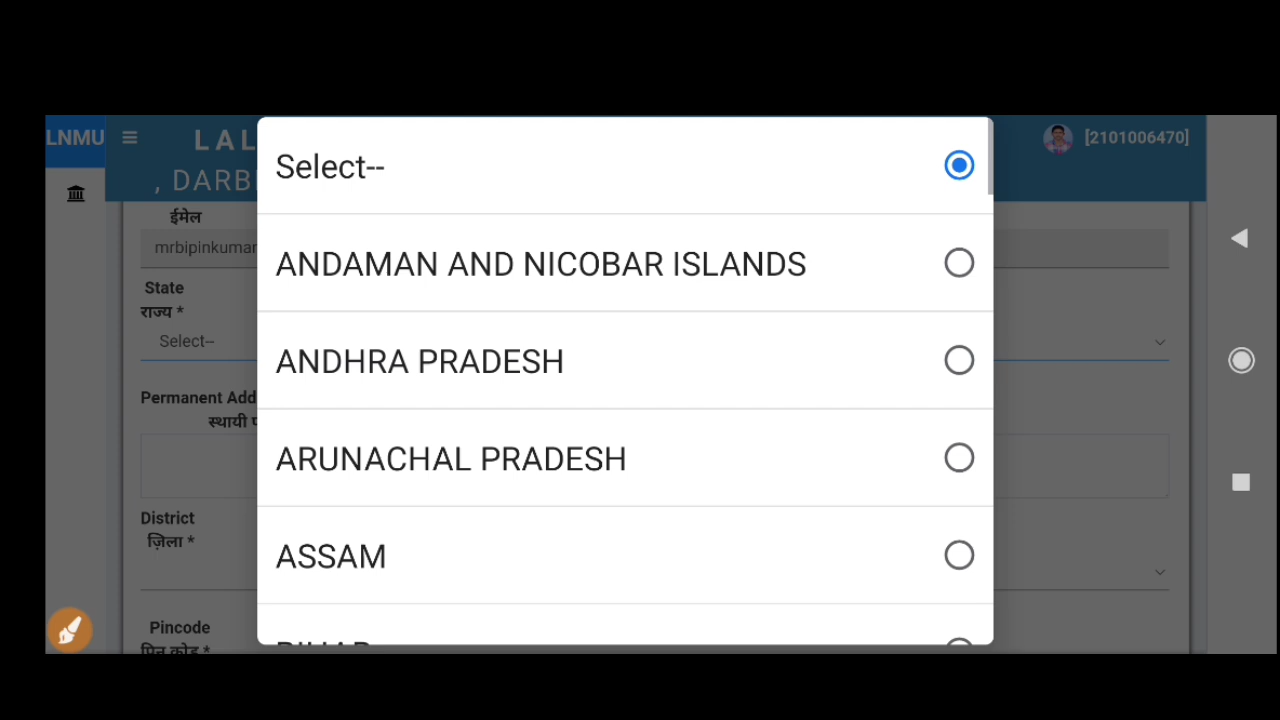 LNMU
LAL
[2101006470]
, DARB
ईमेल
mrbipinkumar
State
राज्य *
Select--
Permanent Add
स्थायी
District
ज़िला *
Pincode
पिन कोड *
Select--
ANDAMAN AND NICOBAR ISLANDS
ANDHRA PRADESH
ARUNACHAL PRADESH
ASSAM
BIHAR